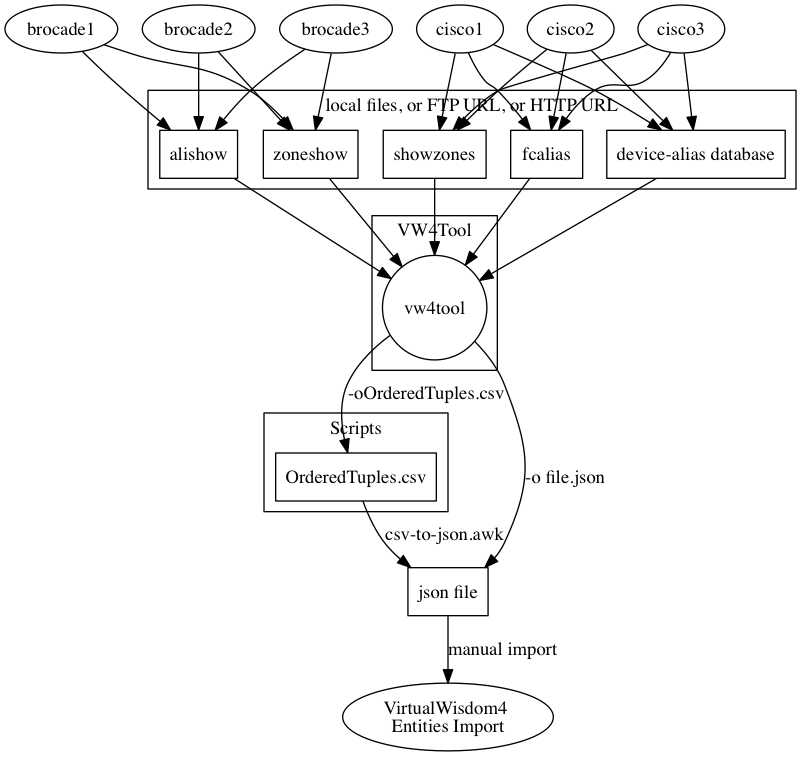 brocade1
brocade2
brocade3
cisco1
cisco2
cisco3
local files, or FTP URL, or HTTP URL
alishow
zoneshow
showzones
fcalias
device-alias database
VW4Tool
vw4tool
-oOrderedTuples.csv
Scripts
OrderedTuples.csv
-o file.json
csv-to-json.awk
json file
manual import
VirtualWisdom4
Entities Import